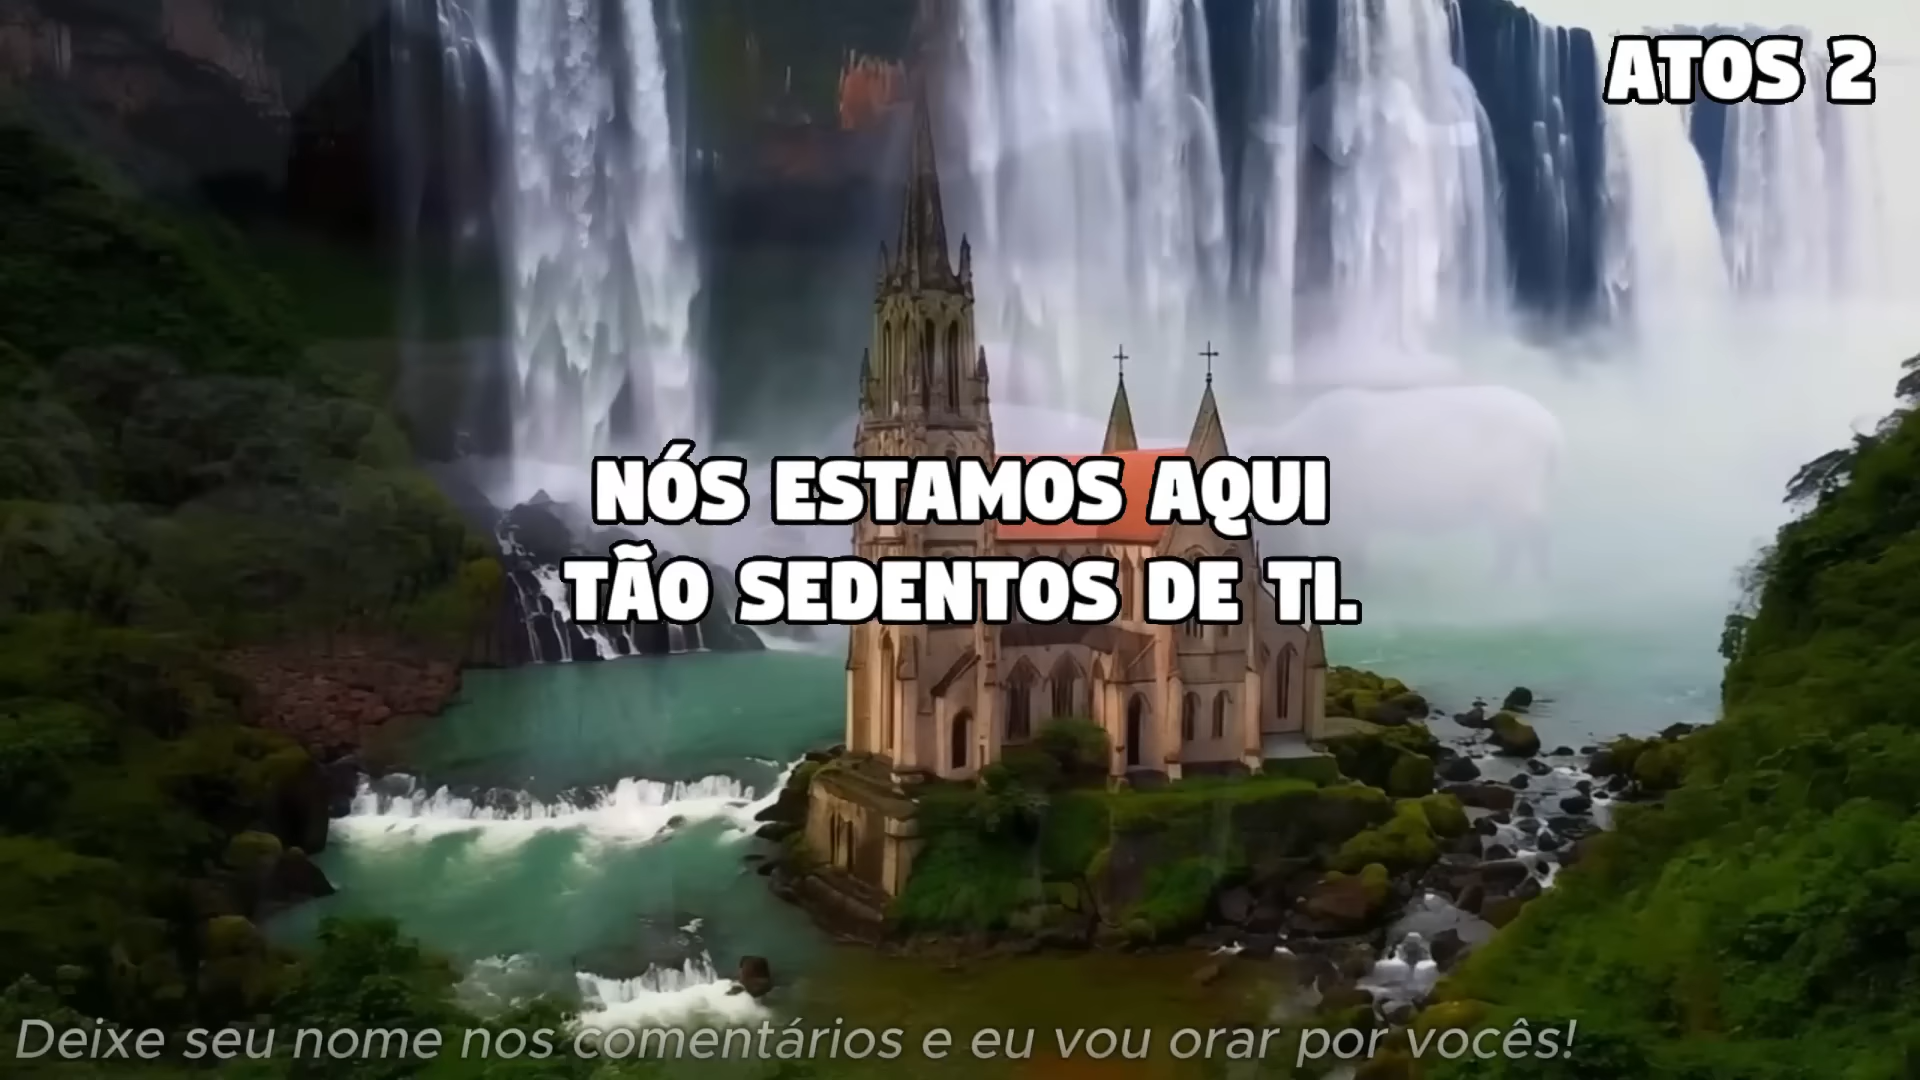 ATOS 2
NÓS ESTAMOS AQUI
TÃO SEDENTOS DE TI.
Deixe seu nome nos comentários e eu vou orar por vocês!